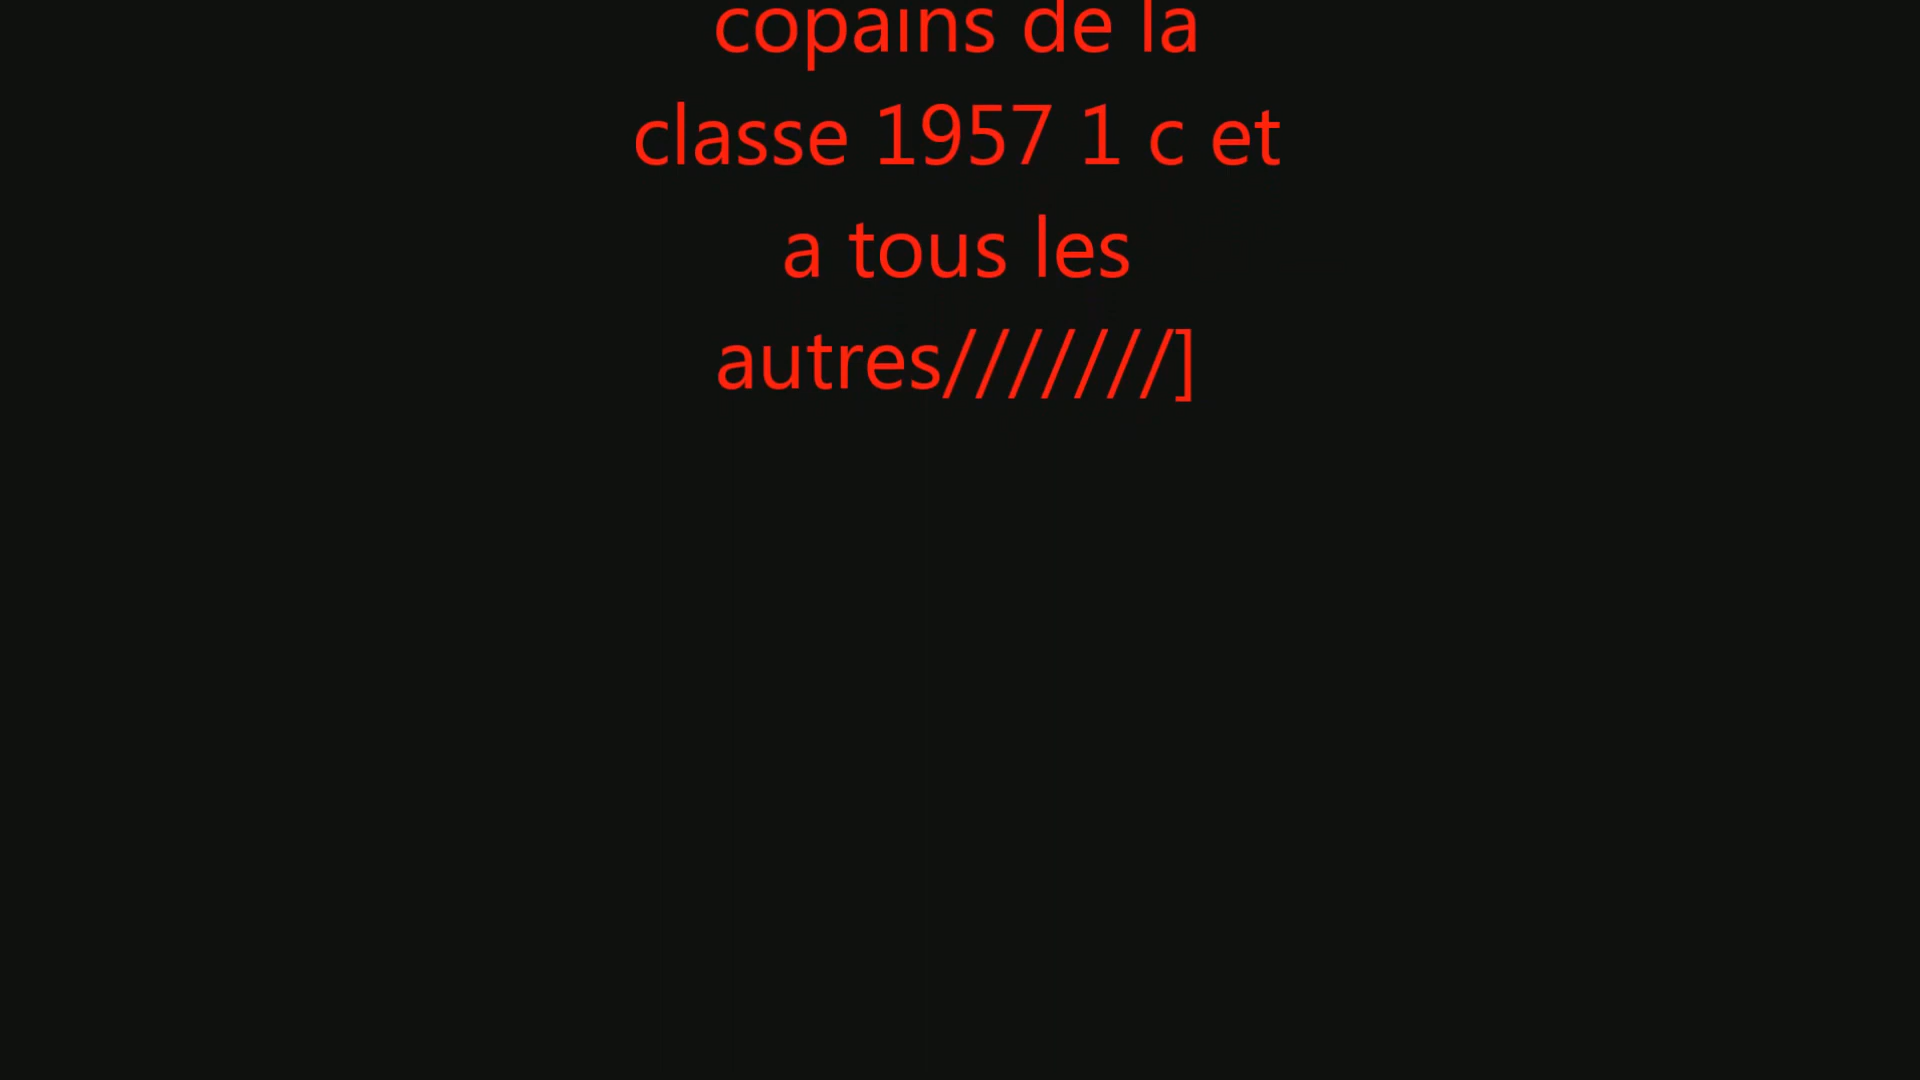 copains de la
classe 1957 1 c et
a tous les
autres///////]